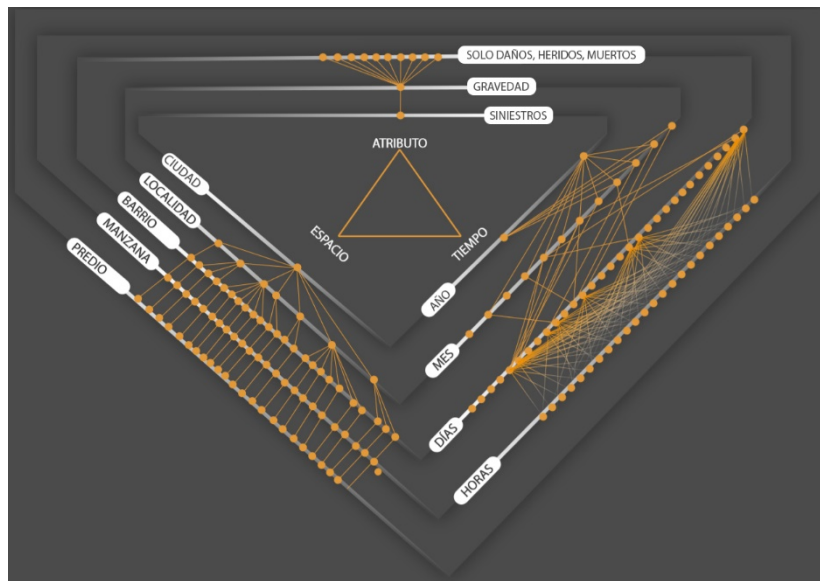 SOLO DAÑOS, HERIDOS, MUERTOS
GRAVEDAD
SINIESTROS
ATRIBUTO
ESPACIO
TIEMPO
CIUDAD
LOCALIDAD
BARRIO
MANZANA
PREDIO
AÑO
MES
DÍAS
HORAS